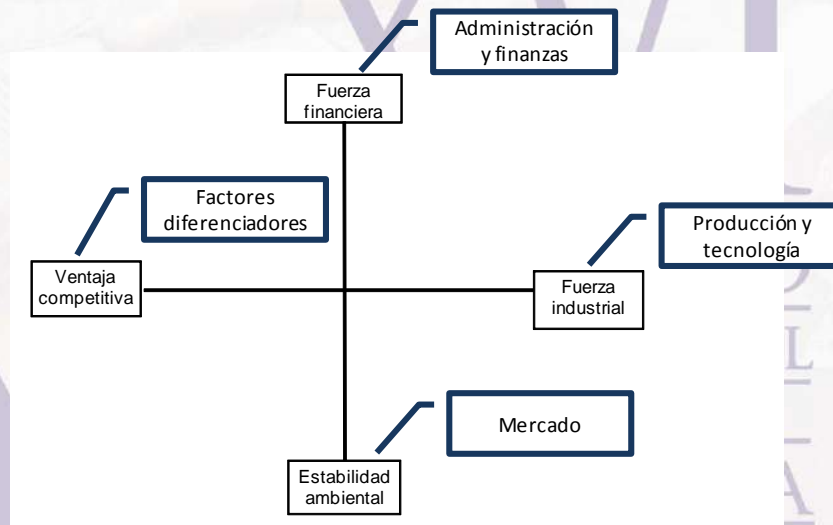 Administración
y finanzas
Fuerza
financiera
Factores
diferenciadores
Producción y
tecnología
Ventaja
competitiva
Fuerza
industrial
Mercado
Estabilidad
ambiental
L
A